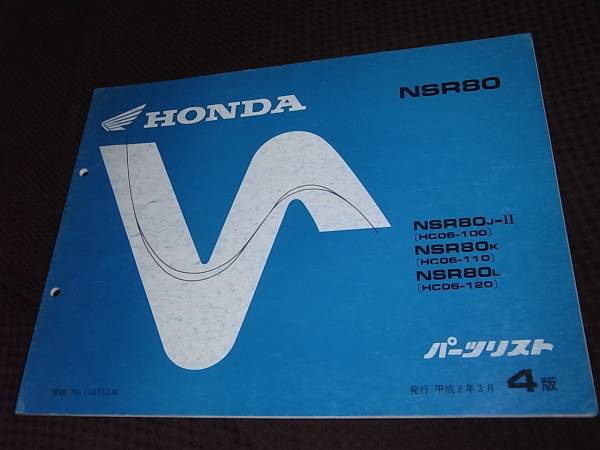 HONDA
NSR80
NSR80J-II
(HC06-100)
NSR80K
(HC06-110)
NSR80L
(HC06-120)
パーツリスト
発行 平成2年3月 4版